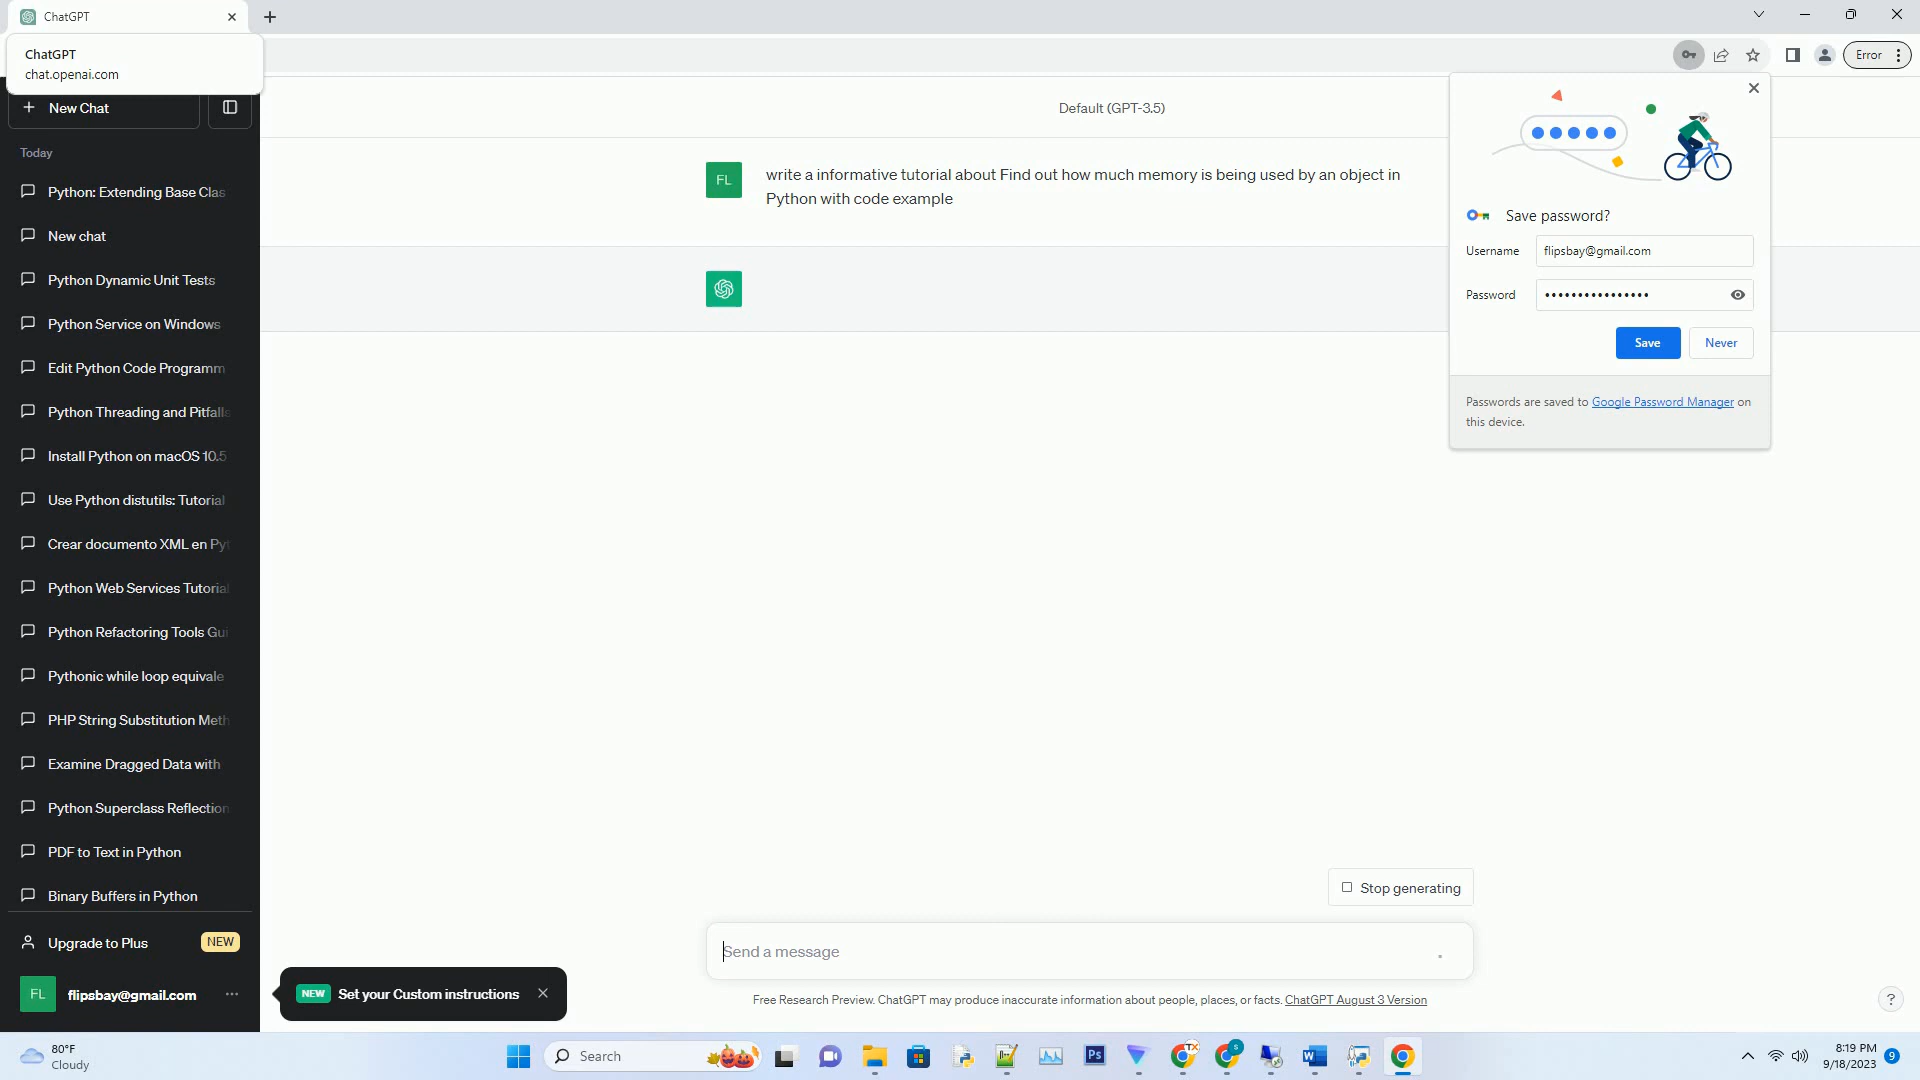 ChatGPT
ChatGPT
chat.openai.com
Error
New Chat
Default (GPT-3.5)
Today
Python: Extending Base Clas
New chat
Python Dynamic Unit Tests
Python Service on Windows
Edit Python Code Programm
Python Threading and Pitfalls
Install Python on macOS 10.5
Use Python distutils: Tutorial
Crear documento XML en Pyt
Python Web Services Tutorial
Python Refactoring Tools Gui
Pythonic while loop equivale
PHP String Substitution Meth
Examine Dragged Data with
Python Superclass Reflection
PDF to Text in Python
Binary Buffers in Python
Upgrade to Plus NEW
FL flipsbay@gmail.com
FL
write a informative tutorial about Find out how much memory is being used by an object in
Python with code example
Save password?
Username flipsbay@gmail.com
Password ••••••••••••••••
Save Never
Passwords are saved to Google Password Manager on
this device.
Stop generating
Send a message
NEW Set your Custom instructions
Free Research Preview. ChatGPT may produce inaccurate information about people, places, or facts. ChatGPT August 3 Version
?
80°F
Cloudy
Search
Ps
8:19 PM
9/18/2023
9